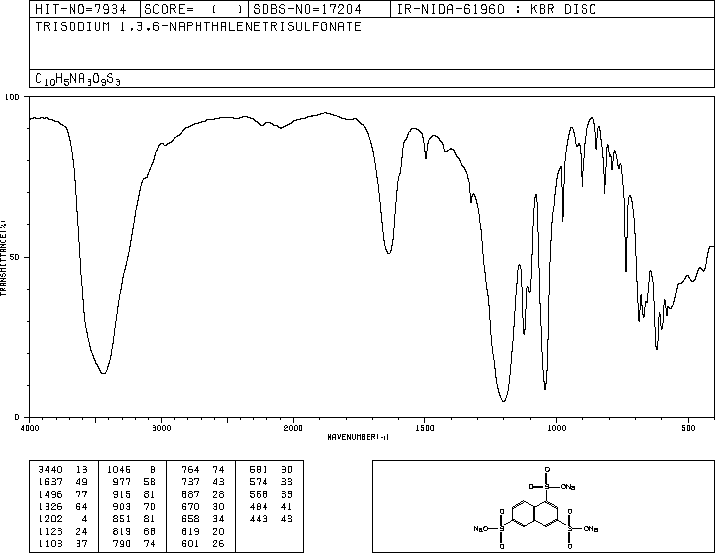 HIT-NO=7934 SCORE= ( ) SDBS-NO=17204 IR-NIDA-61960 : KBR DISC
TRISODIUM 1,3,6-NAPHTHALENETRISULFONATE
C10H5NA3O9S3
100
50
0
TRANSMITTANCE(%)
4000 3000 2000 1500 1000 500
WAVENUMBER(-1)
3440 13 1046 8 764 74 581 30
1637 49 977 58 737 43 574 33
1496 77 915 81 687 28 568 33
1326 64 903 70 670 30 484 41
1202 4 851 81 658 34 443 43
1123 24 819 68 619 20
1103 37 790 74 601 26
O
O S ONa
O
O O
NaO S S ONa
O O